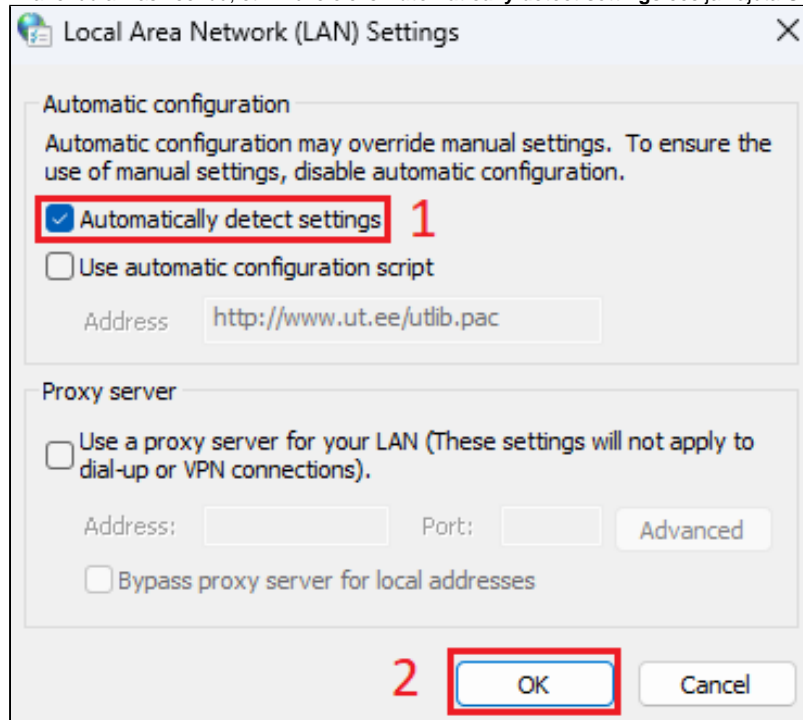 Automatically detect settings
Local Area Network (LAN) Settings
Automatic configuration
Automatic configuration may override manual settings. To ensure the
use of manual settings, disable automatic configuration.
Automatically detect settings 1
Use automatic configuration script
Address http://www.ut.ee/utlib.pac
Proxy server
Use a proxy server for your LAN (These settings will not apply to
dial-up or VPN connections).
Address: Port: Advanced
Bypass proxy server for local addresses
2 OK Cancel